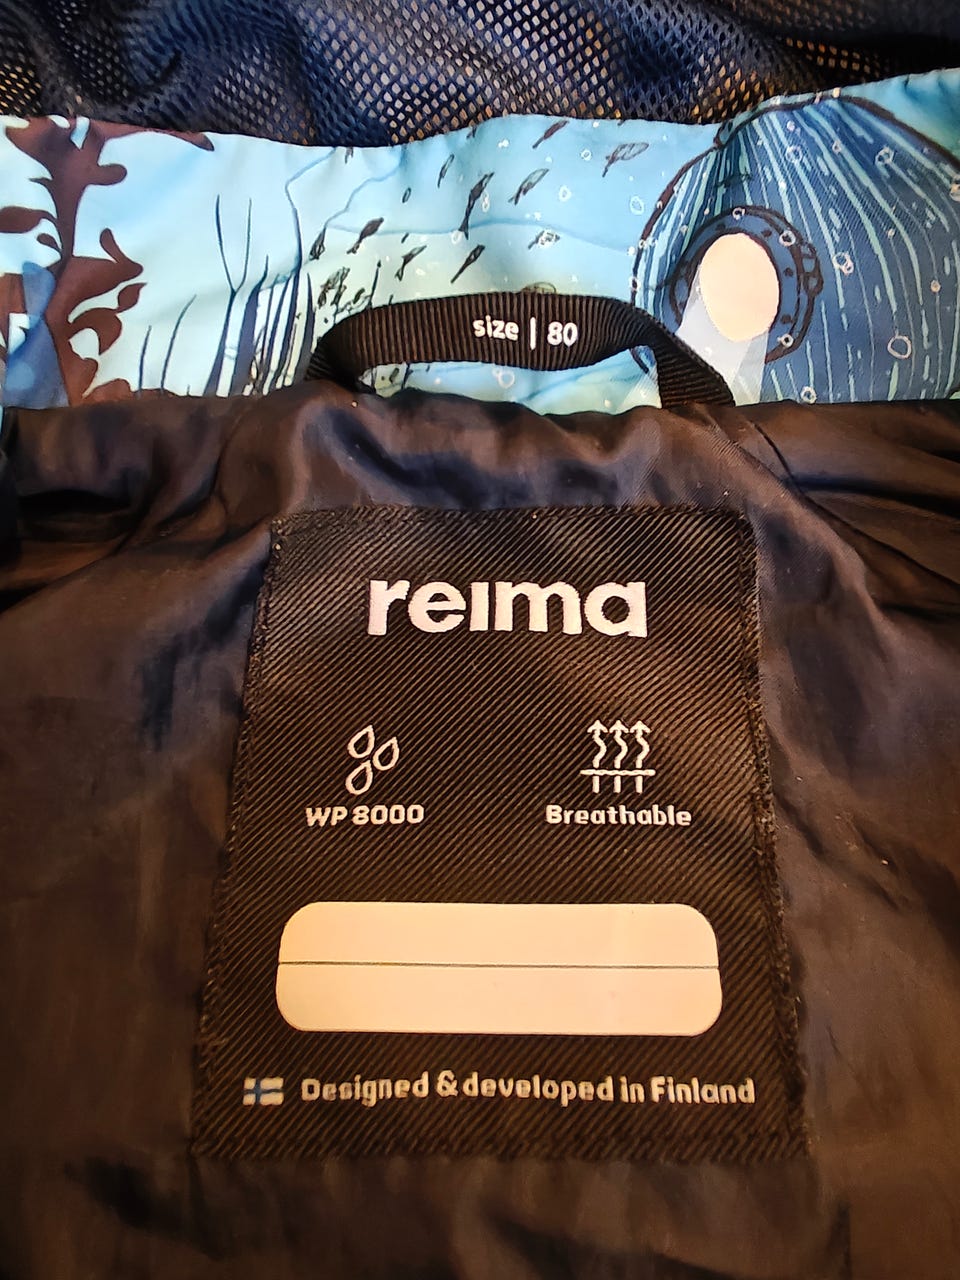 size | 80
reima
WP 8000
Breathable
Designed & developed in Finland